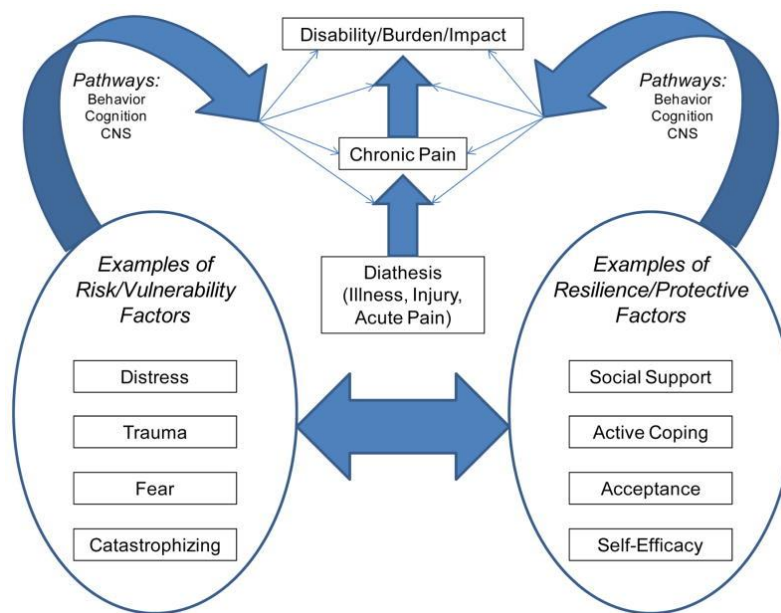 Disability/Burden/Impact
Pathways:
Behavior
Cognition
CNS
Pathways:
Behavior
Cognition
CNS
Chronic Pain
Diathesis
(Illness, Injury,
Acute Pain)
Examples of
Risk/Vulnerability
Factors
Distress
Trauma
Fear
Catastrophizing
Examples of
Resilience/Protective
Factors
Social Support
Active Coping
Acceptance
Self-Efficacy